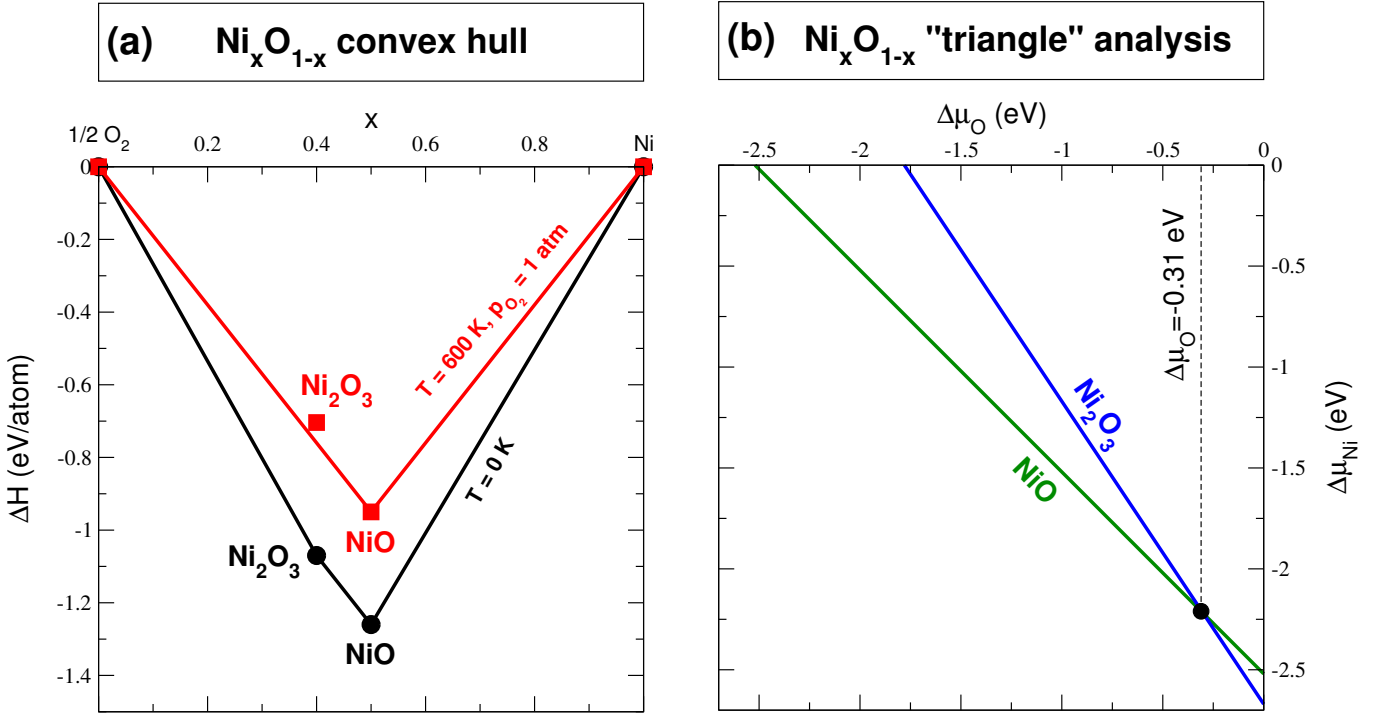 (a) NiₓO₁₋ₓ convex hull
x
1/2 O₂ 0.2 0.4 0.6 0.8 Ni
0
-0.2
-0.4
-0.6
-0.8
-1
-1.2
-1.4
ΔH (eV/atom)
T = 600 K, p_O₂ = 1 atm
Ni₂O₃
T = 0 K
NiO
Ni₂O₃
NiO
(b) NiₓO₁₋ₓ "triangle" analysis
Δμ_O (eV)
-2.5 -2 -1.5 -1 -0.5 0
0
-0.5
-1
-1.5
-2
-2.5
Δμ_Ni (eV)
Δμ_O=-0.31 eV
Ni₂O₃
NiO